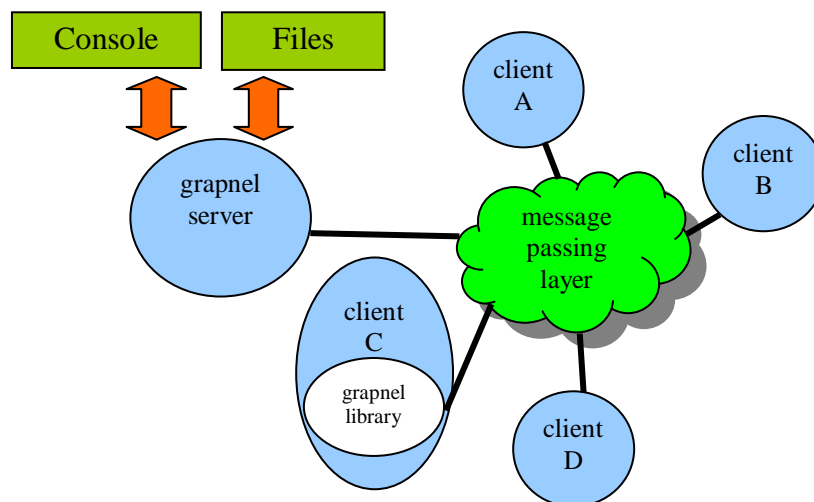 Console
Files
client
A
client
B
grapnel
server
message
passing
layer
client
C
grapnel
library
client
D